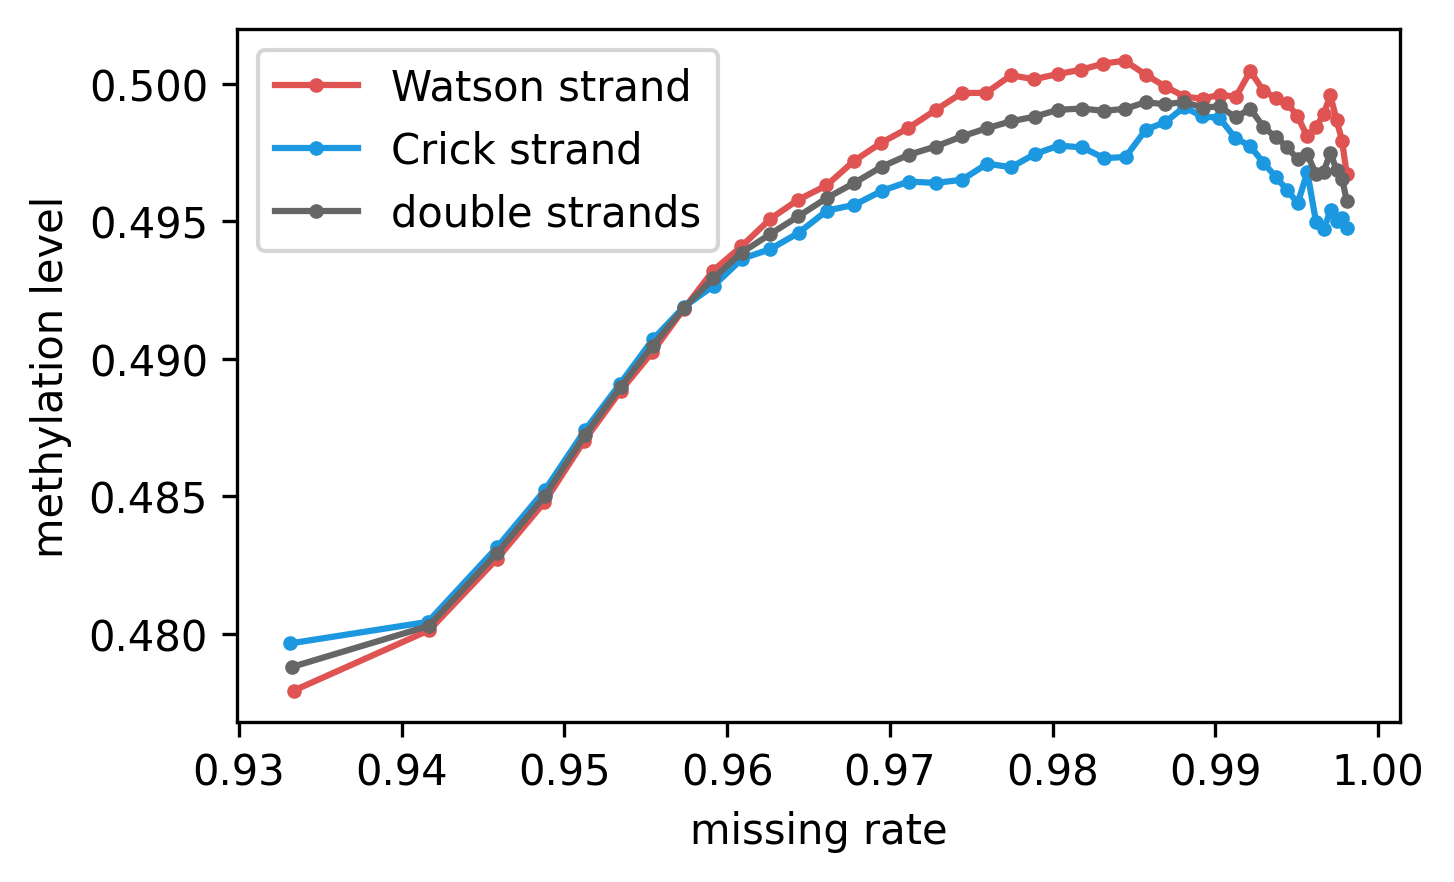 Watson strand
Crick strand
double strands
methylation level
0.500
0.495
0.490
0.485
0.480
0.93 0.94 0.95 0.96 0.97 0.98 0.99 1.00
missing rate